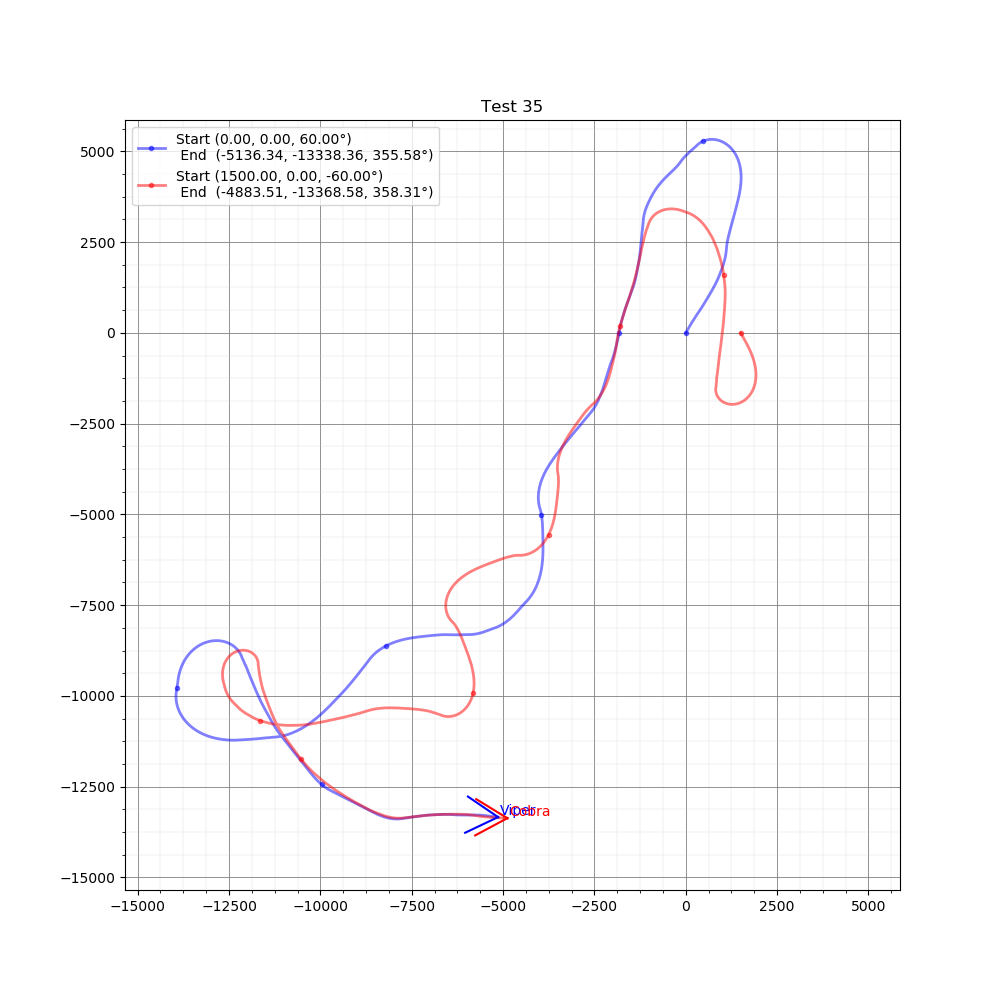 Test 35
Start (0.00, 0.00, 60.00°)
End (-5136.34, -13338.36, 355.58°)
Start (1500.00, 0.00, -60.00°)
End (-4883.51, -13368.58, 358.31°)
5000
2500
0
−2500
−5000
−7500
−10000
−12500
−15000
Viper
Cobra
−15000 −12500 −10000 −7500 −5000 −2500 0 2500 5000